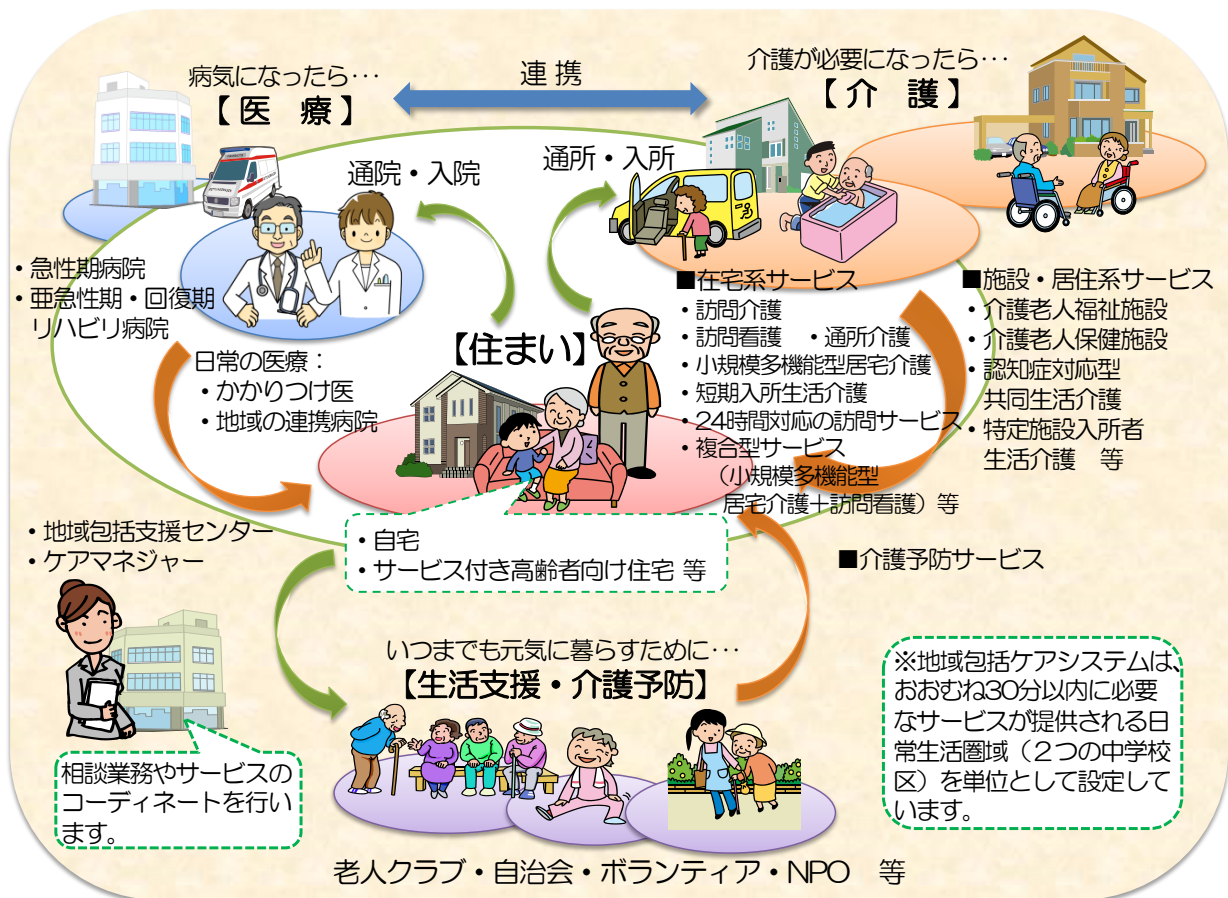 病気になったら…
【医 療】
連 携
介護が必要になったら…
【介 護】
通院・入院
通所・入所
・急性期病院
・亜急性期・回復期
リハビリ病院
日常の医療：
・かかりつけ医
・地域の連携病院
【住まい】
■在宅系サービス
・訪問介護
・訪問看護 ・通所介護
・小規模多機能型居宅介護
・短期入所生活介護
・24時間対応の訪問サービス
・複合型サービス
（小規模多機能型
居宅介護＋訪問看護）等
■施設・居住系サービス
・介護老人福祉施設
・介護老人保健施設
・認知症対応型
共同生活介護
・特定施設入所者
生活介護 等
・自宅
・サービス付き高齢者向け住宅 等
■介護予防サービス
・地域包括支援センター
・ケアマネジャー
相談業務やサービスの
コーディネートを行い
ます。
いつまでも元気に暮らすために…
【生活支援・介護予防】
老人クラブ・自治会・ボランティア・NPO 等
※地域包括ケアシステムは、
おおむね30分以内に必要
なサービスが提供される日
常生活圏域（２つの中学校
区）を単位として設定して
います。